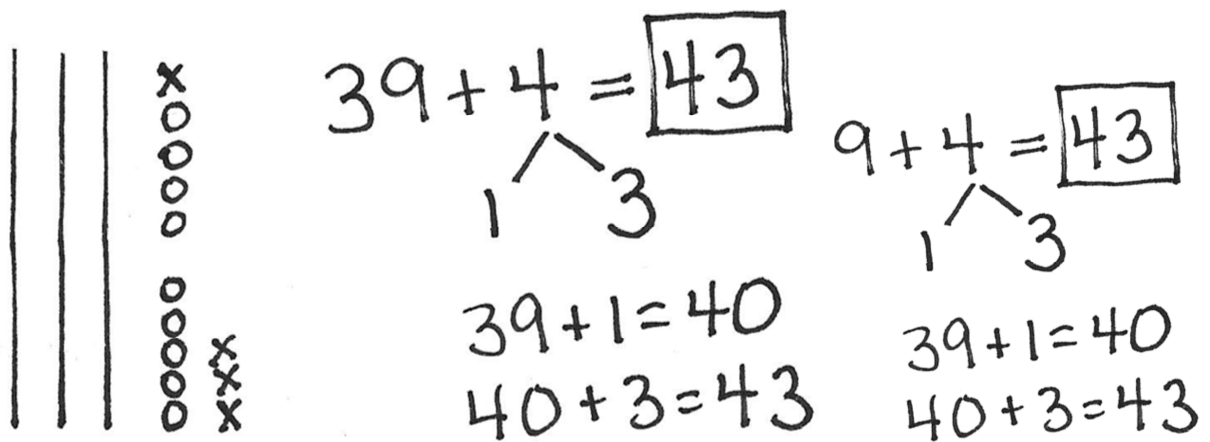 39 + 4 = 43
1 3
39 + 1 = 40
40 + 3 = 43
9 + 4 = 43
1 3
39 + 1 = 40
40 + 3 = 43